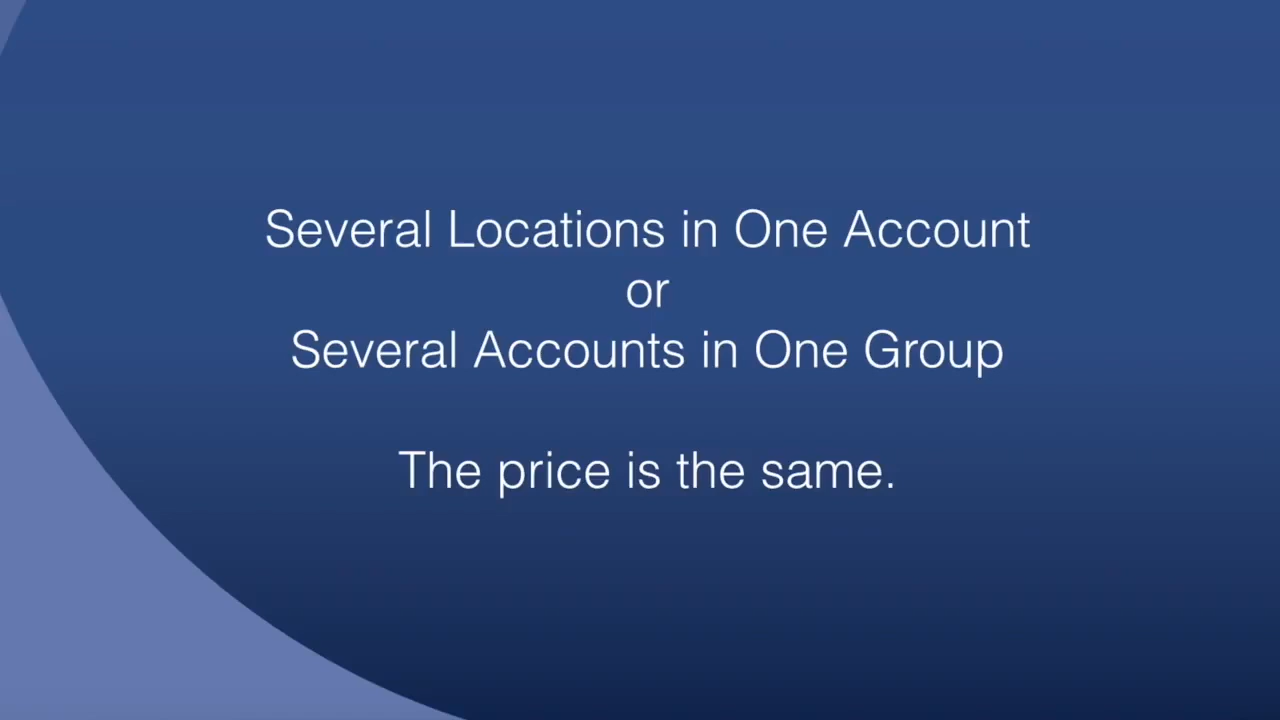 Several Locations in One Account
or
Several Accounts in One Group
The price is the same.